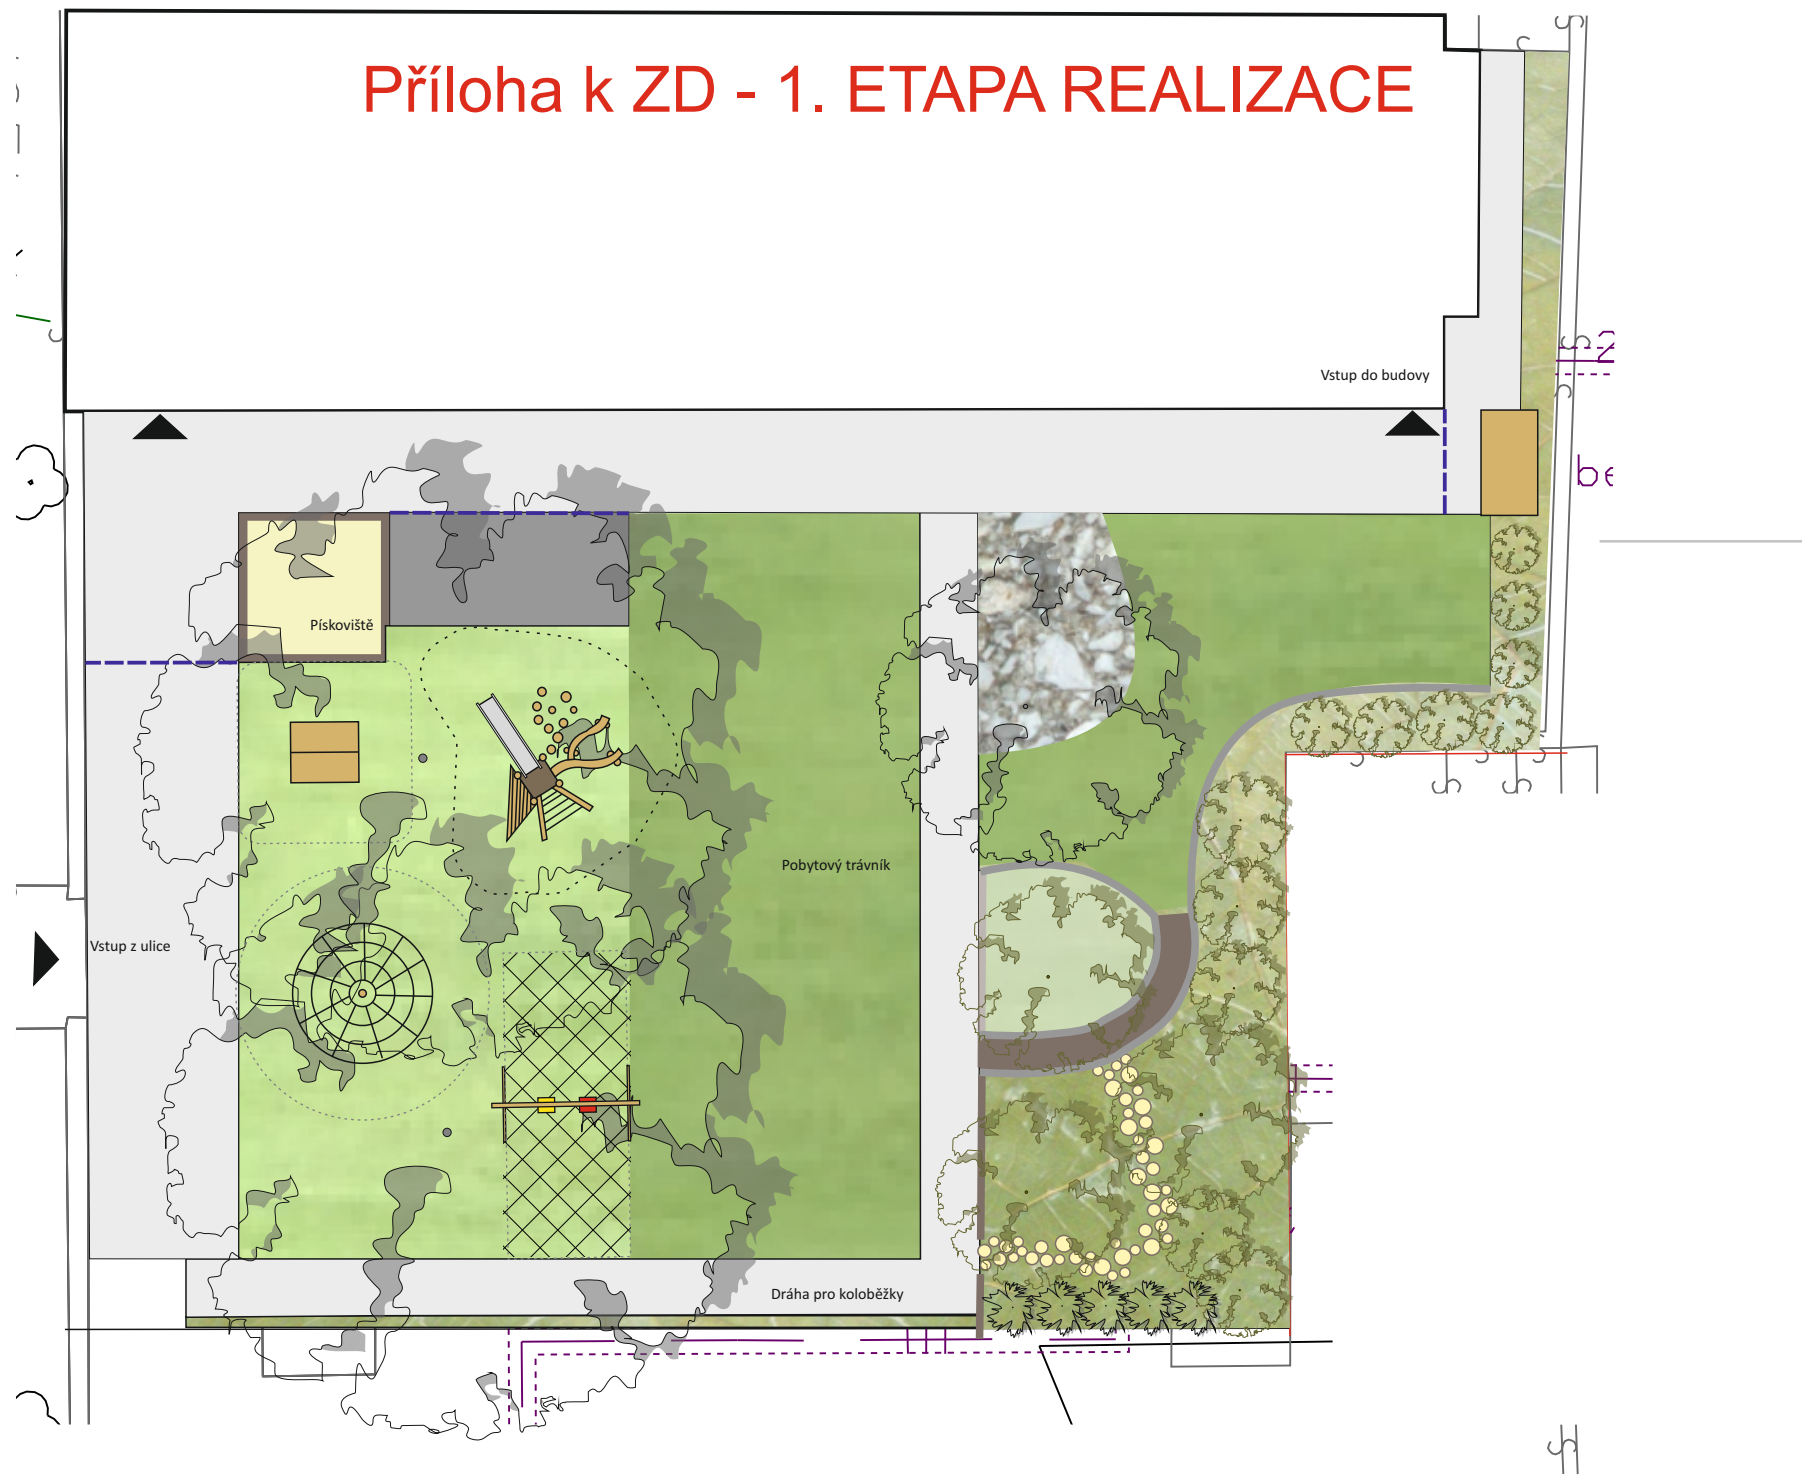 Příloha k ZD - 1. ETAPA REALIZACE
Vstup do budovy
Pískoviště
Pobytový trávník
Vstup z ulice
Dráha pro koloběžky